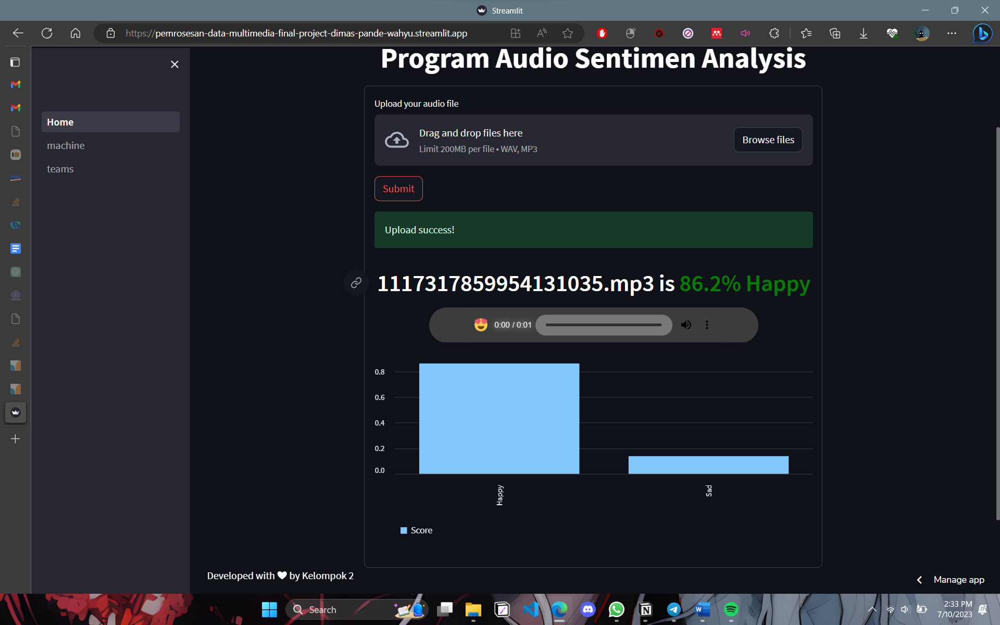 Streamlit
https://pemrosesan-data-multimedia-final-project-dimas-pande-wahyu.streamlit.app
Home
machine
teams
Program Audio Sentimen Analysis
Upload your audio file
Drag and drop files here
Limit 200MB per file • WAV, MP3
Browse files
Submit
Upload success!
1117317859954131035.mp3 is 86.2% Happy
0:00 / 0:01
0.8
0.6
0.4
0.2
0.0
Happy
Sad
Score
Developed with 🤍 by Kelompok 2
Manage app
Search
2:33 PM
7/10/2023